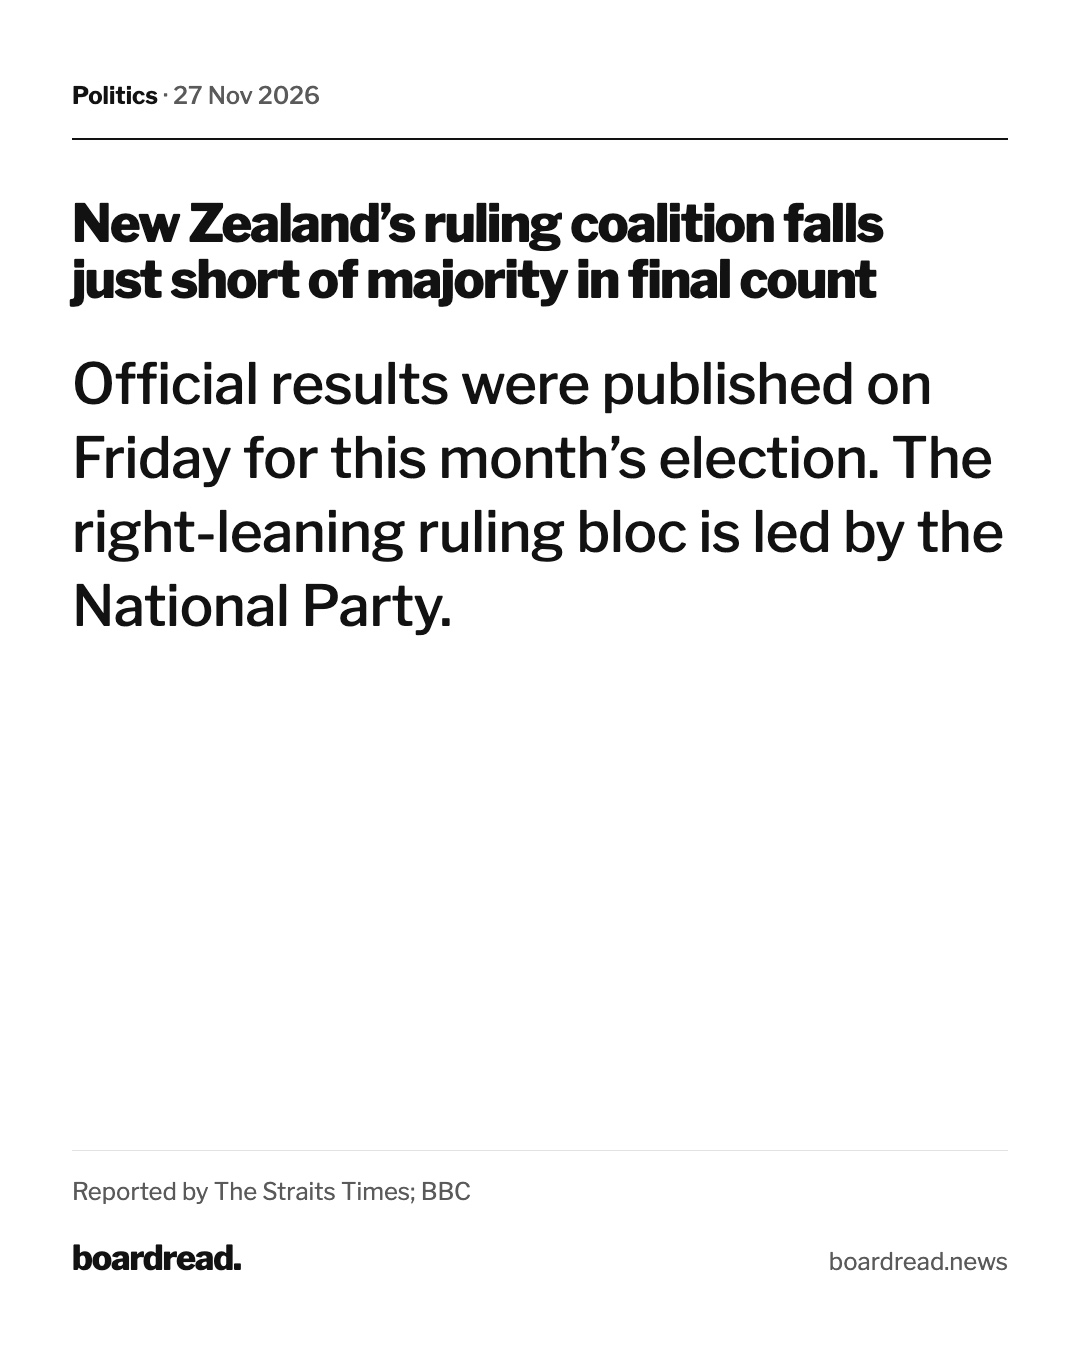 Politics · 27 Nov 2026
New Zealand’s ruling coalition falls
just short of majority in final count
Official results were published on
Friday for this month’s election. The
right-leaning ruling bloc is led by the
National Party.
Reported by The Straits Times; BBC
boardread.
boardread.news